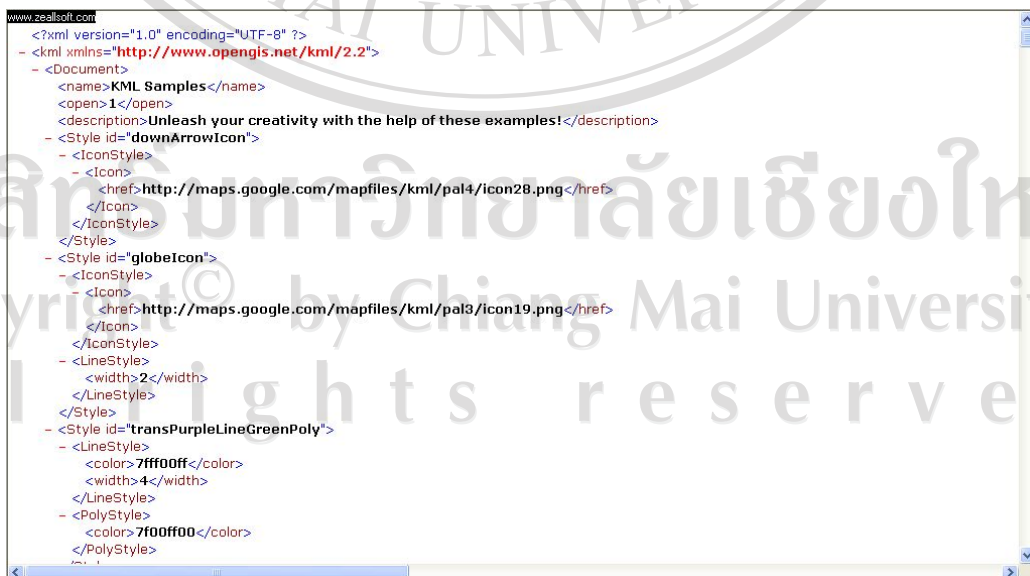 www.zeallsoft.com
MAI UNIVE
<?xml version="1.0" encoding="UTF-8" ?>
- <kml xmlns="http://www.opengis.net/kml/2.2">
- <Document>
<name>KML Samples</name>
<open>1</open>
<description>Unleash your creativity with the help of these examples!</description>
- <Style id="downArrowIcon">
- <IconStyle>
- <Icon>
<href>http://maps.google.com/mapfiles/kml/pal4/icon28.png</href>
</Icon>
</IconStyle>
</Style>
- <Style id="globeIcon">
- <IconStyle>
- <Icon>
<href>http://maps.google.com/mapfiles/kml/pal3/icon19.png</href>
</Icon>
</IconStyle>
- <LineStyle>
<width>2</width>
</LineStyle>
</Style>
- <Style id="transPurpleLineGreenPoly">
- <LineStyle>
<color>7fff00ff</color>
<width>4</width>
</LineStyle>
- <PolyStyle>
<color>7f00ff00</color>
</PolyStyle>
สิทธิ์มหาวิทยาลัยเชียงให
yright© by Chiang Mai Universi
l rights reserve